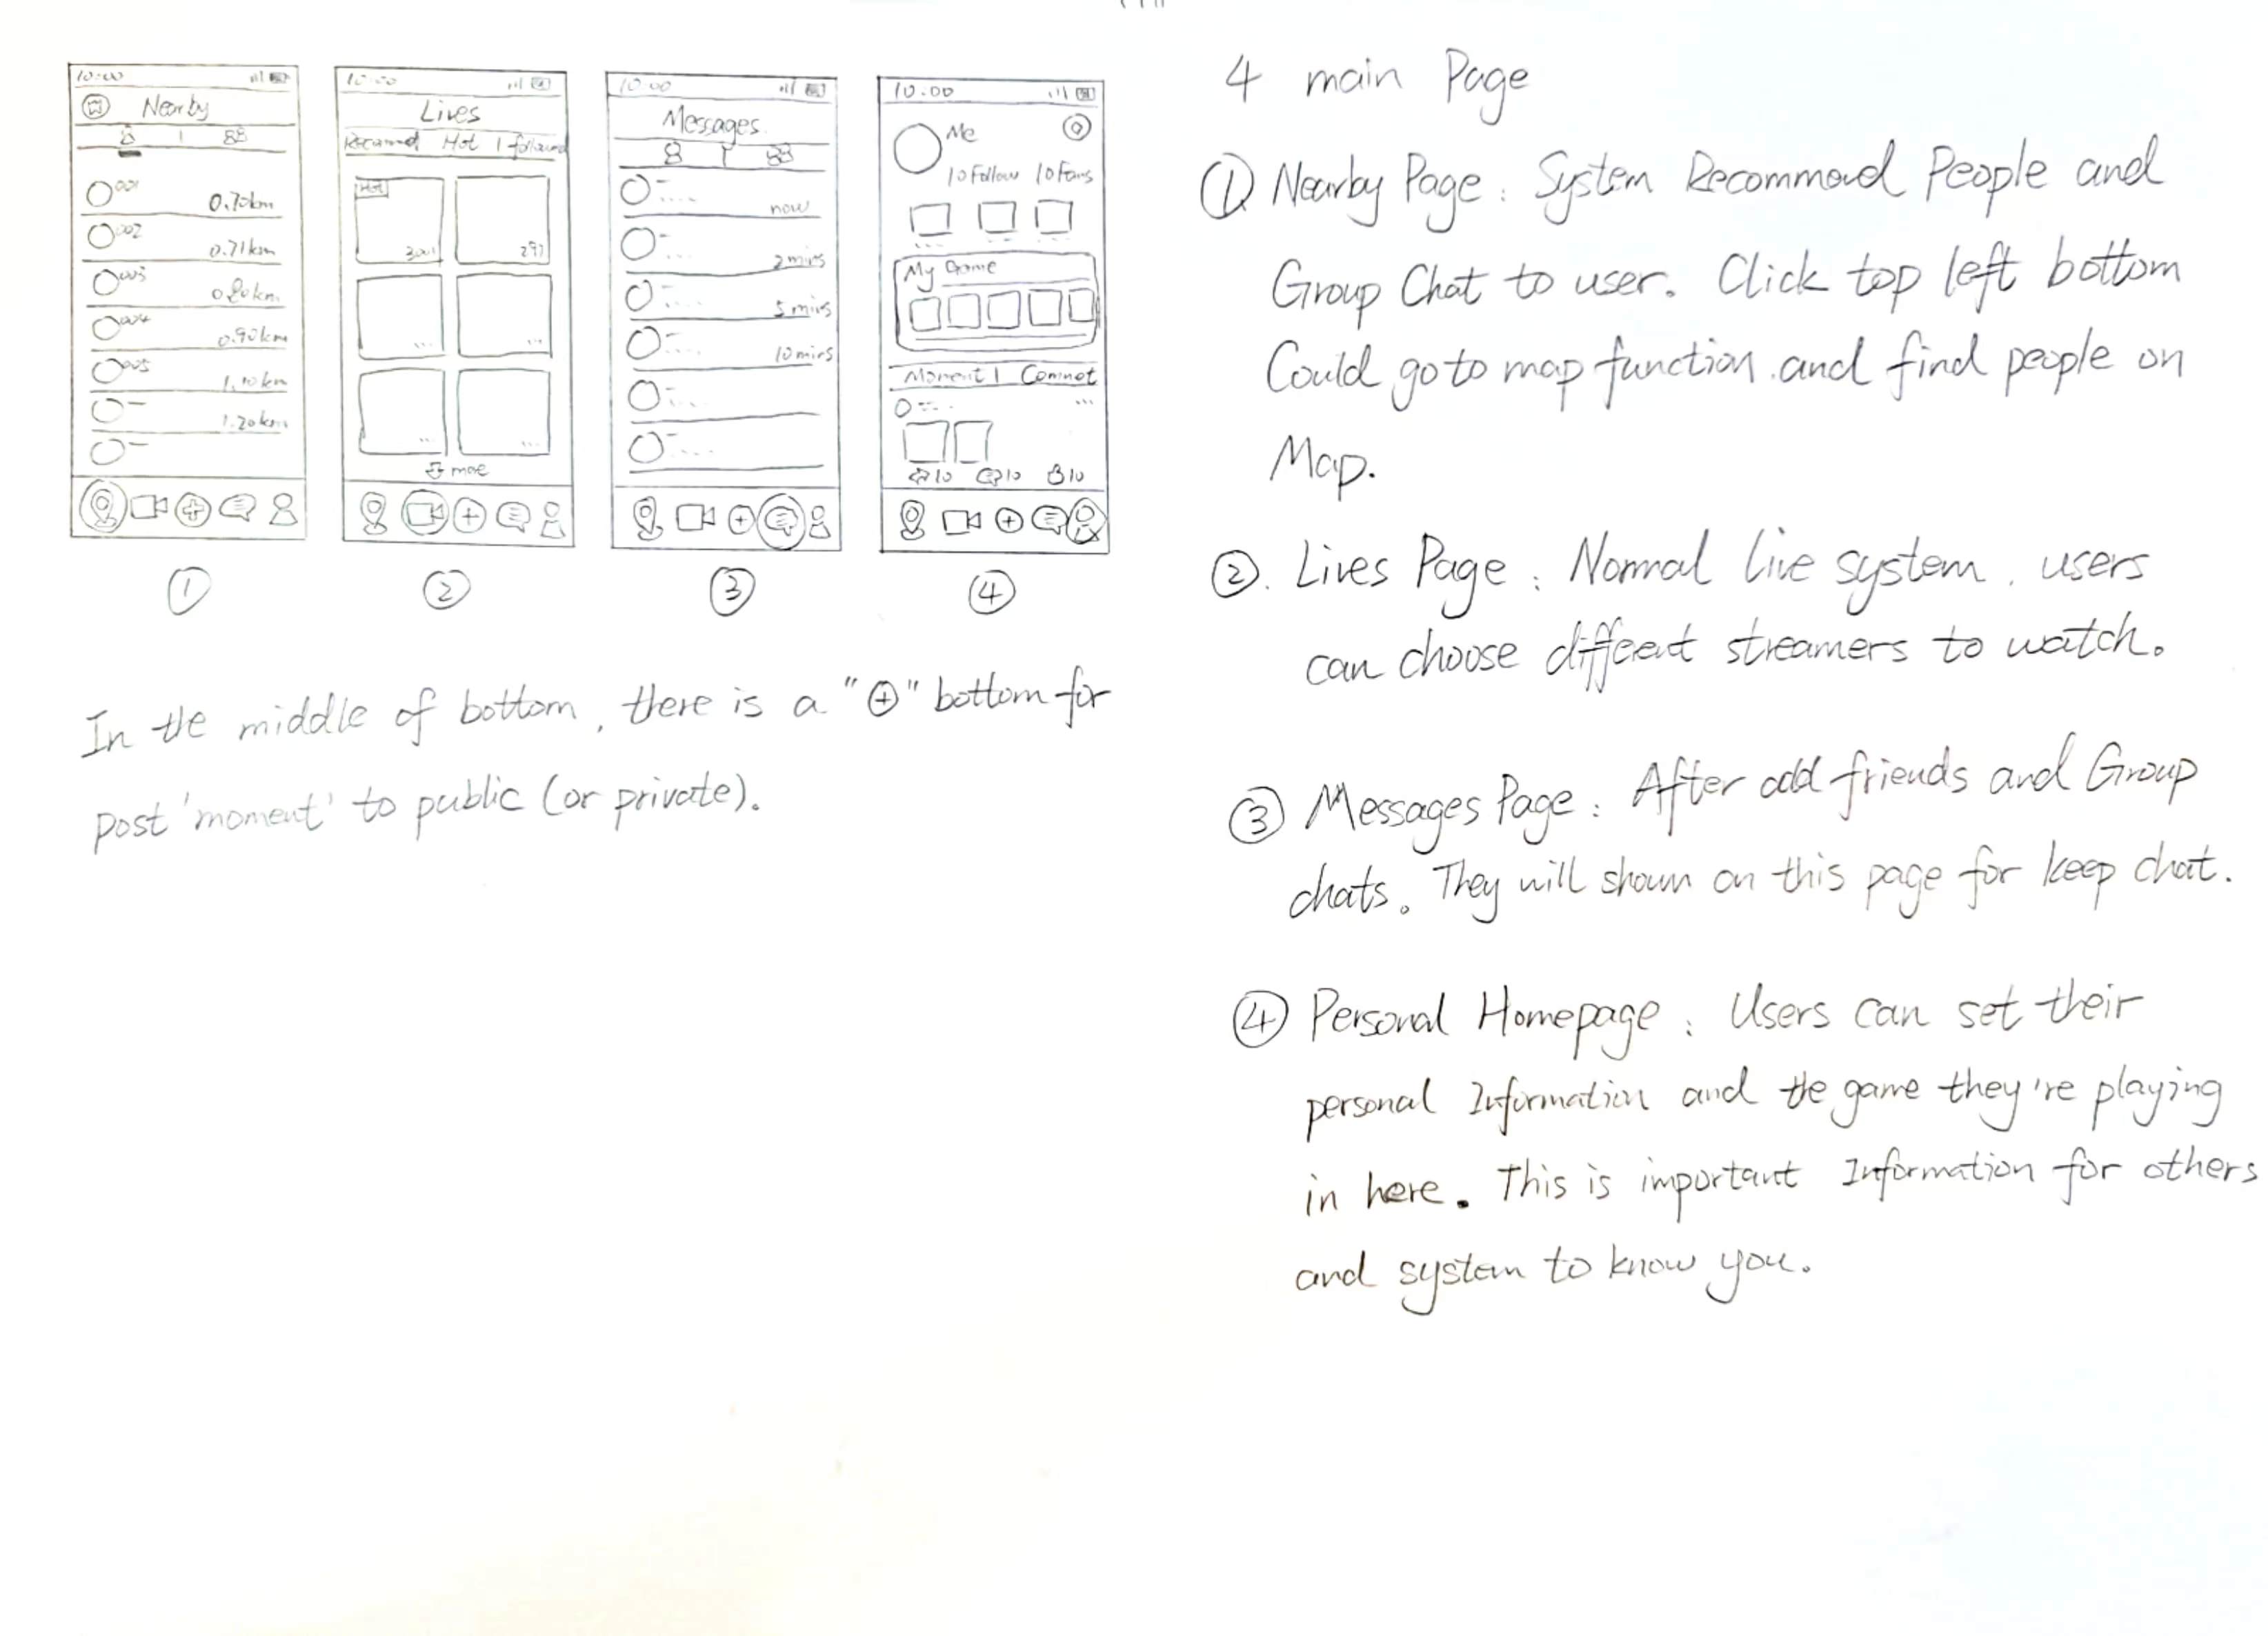 10:00
Nearby
001
0.70km
002
0.71km
003
0.80km
004
0.90km
005
1.10km
1.20km
①
10:00
Lives
Recommed Hot | followed
Hot
3001
297
more
②
10:00
Messages
now
2 mins
5 mins
10 mins
③
10:00
Me
10 Follow 10 Fans
My Game
Moment | Commet
10 10 10
④
In the middle of bottom, there is a "⊕" bottom for
post 'moment' to public (or private).
4 main Page
① Nearby Page: System Recommend People and
Group Chat to user. Click top left bottom
Could go to map function and find people on
Map.
②. Lives Page: Normal live system, users
can choose diffeent streamers to watch.
③ Messages Page: After add friends and Group
chats. They will shown on this page for keep chat.
④ Personal Homepage: Users can set their
personal Information and the game they're playing
in here. This is important Information for others
and system to know you.